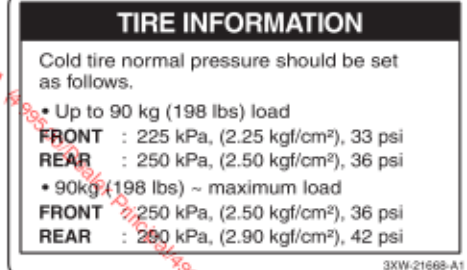 TIRE INFORMATION
Cold tire normal pressure should be set
as follows.
• Up to 90 kg (198 lbs) load
FRONT : 225 kPa, (2.25 kgf/cm²), 33 psi
REAR : 250 kPa, (2.50 kgf/cm²), 36 psi
• 90kg (198 lbs) ~ maximum load
FRONT : 250 kPa, (2.50 kgf/cm²), 36 psi
REAR : 290 kPa, (2.90 kgf/cm²), 42 psi
3XW-21668-A1
Dealer Principal